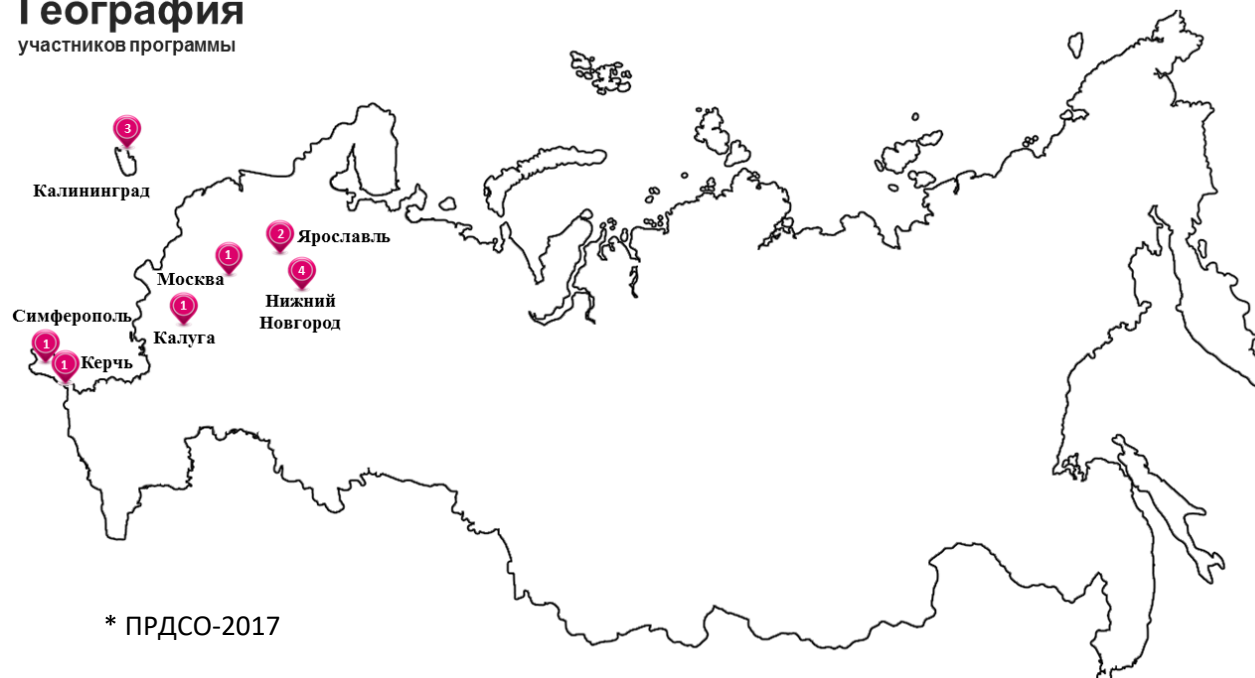 География
участников программы
3
Калининград
2
Ярославль
1
Москва
4
Нижний
Новгород
1
Калуга
Симферополь
1
1
Керчь
* ПРДСО-2017